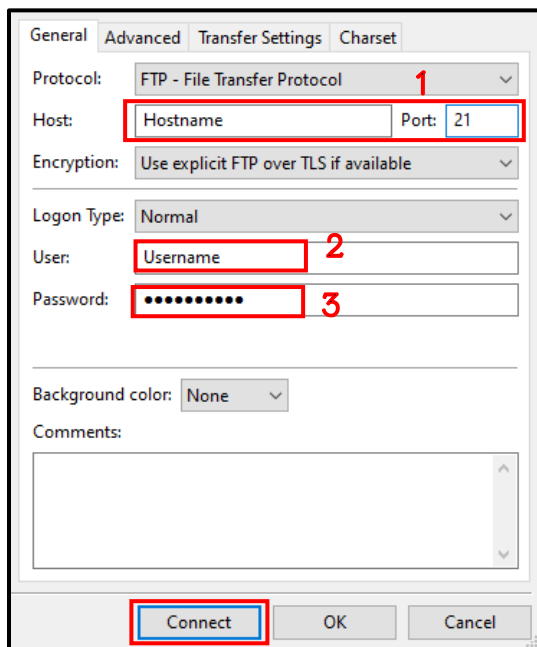 General Advanced Transfer Settings Charset
Protocol: FTP - File Transfer Protocol 1
Host: Hostname Port: 21
Encryption: Use explicit FTP over TLS if available
Logon Type: Normal
User: Username 2
Password: ●●●●●●●●●● 3
Background color: None
Comments:
Connect OK Cancel